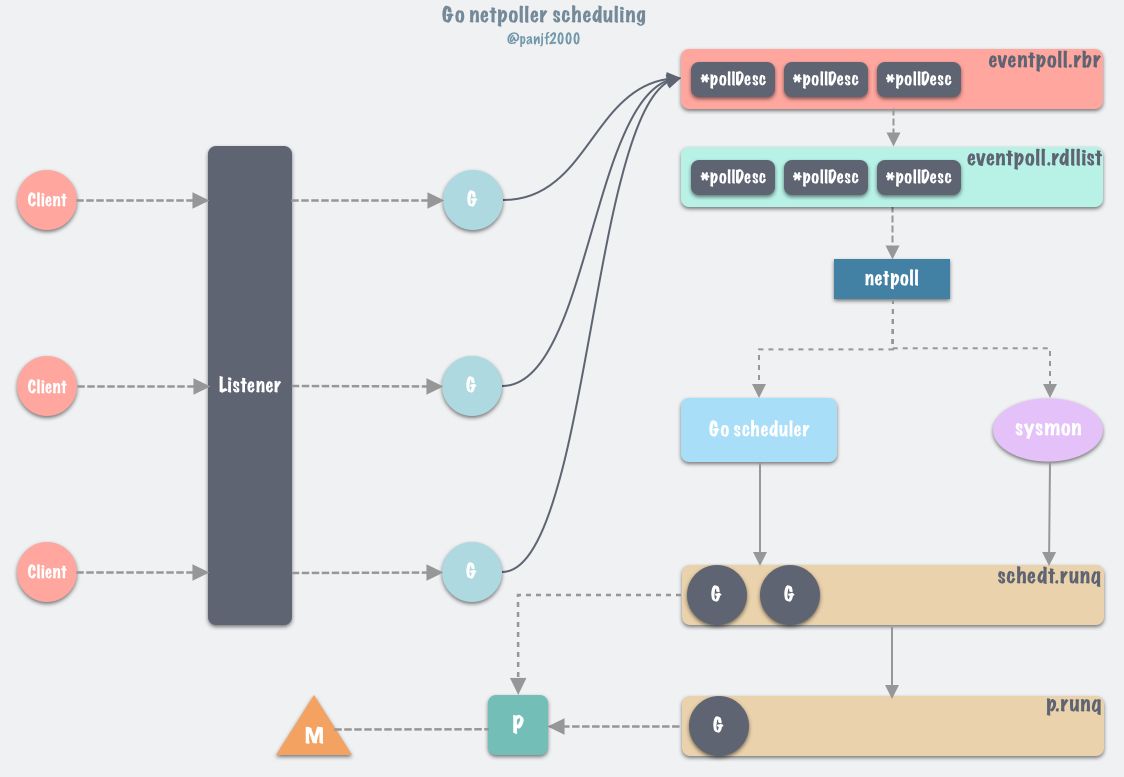 Go netpoller scheduling
@panjf2000
eventpoll.rbr
*pollDesc *pollDesc *pollDesc
eventpoll.rdllist
*pollDesc *pollDesc *pollDesc
Client
G
netpoll
Client
Listener
G
Go scheduler
sysmon
Client
G
schedt.runq
G G
p.runq
M
P
G